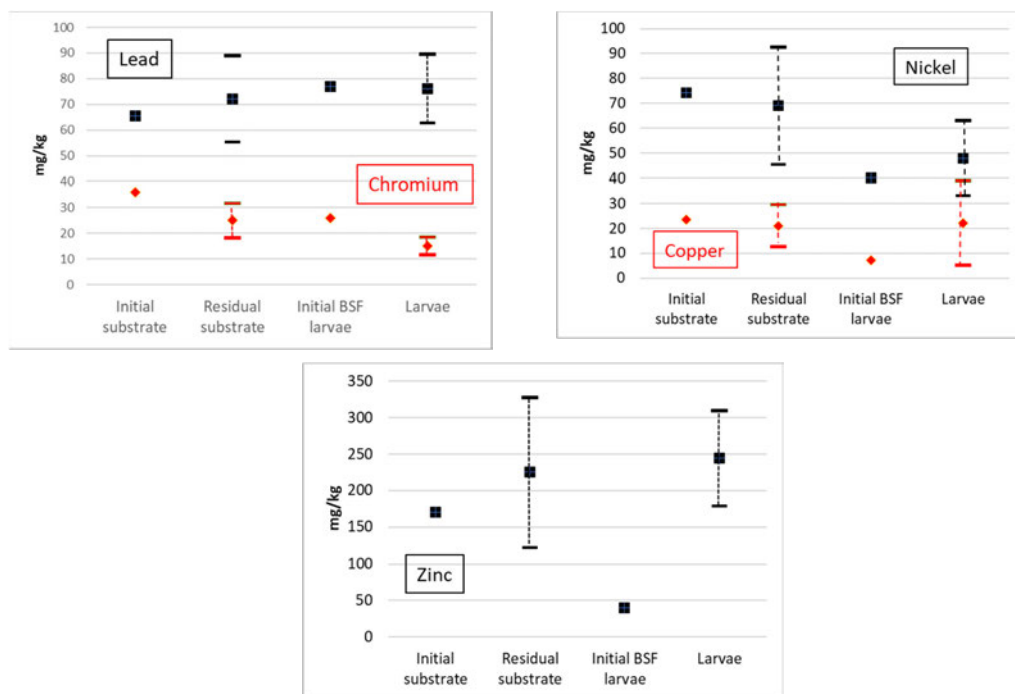 100
90
80
70
60
50
40
30
20
10
0
mg/kg
Lead
Chromium
Initial
substrate
Residual
substrate
Initial BSF
larvae
Larvae
100
90
80
70
60
50
40
30
20
10
0
mg/kg
Nickel
Copper
Initial
substrate
Residual
substrate
Initial BSF
larvae
Larvae
350
300
250
200
150
100
50
0
mg/kg
Zinc
Initial
substrate
Residual
substrate
Initial BSF
larvae
Larvae